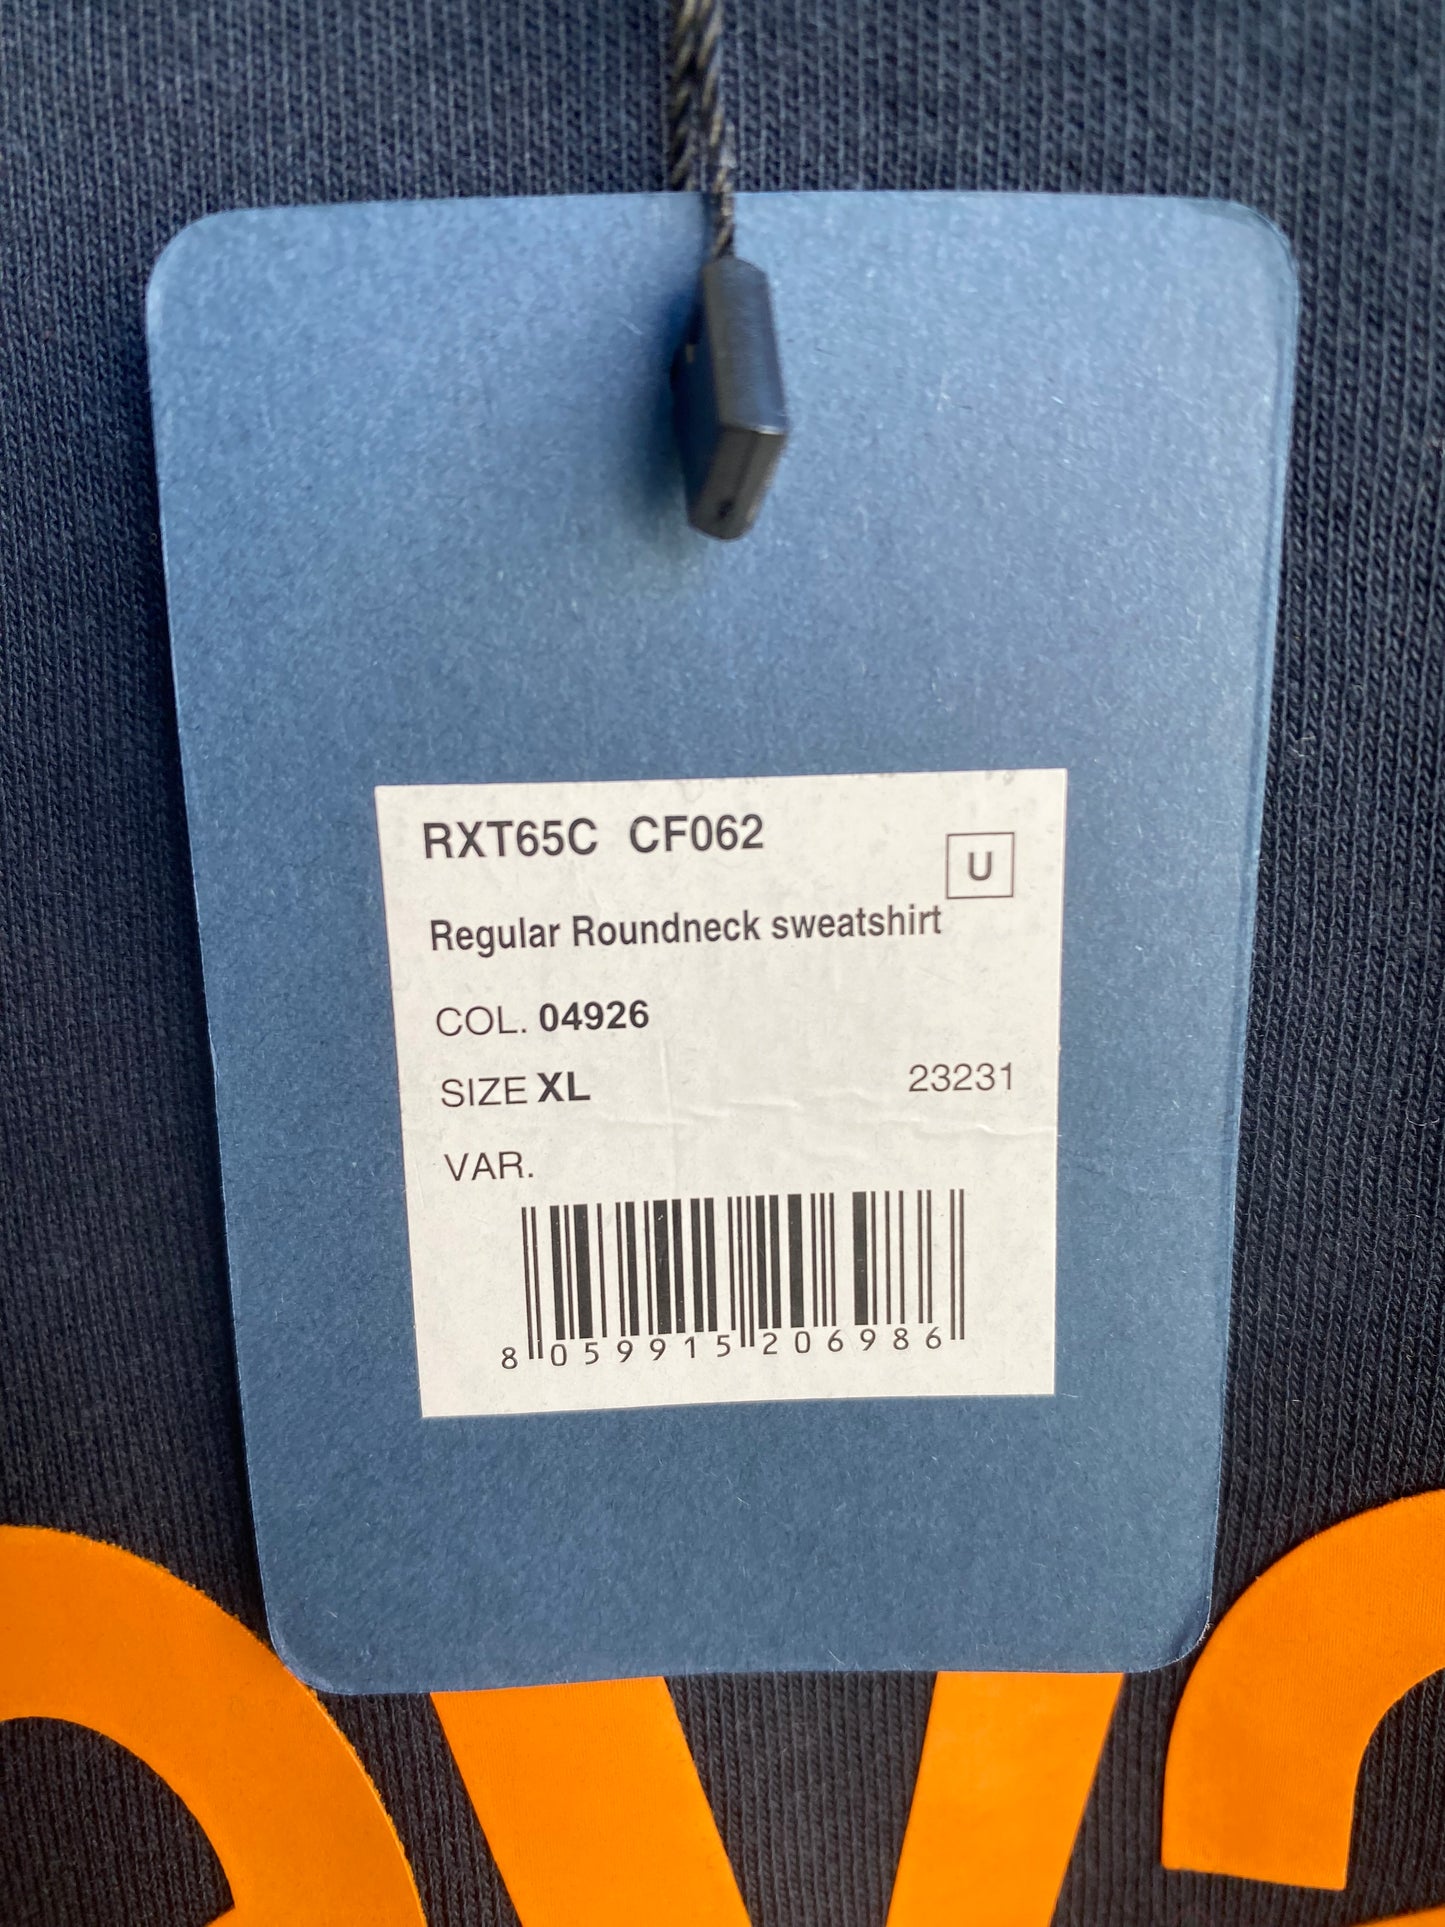 RXT65C CF062
U
Regular Roundneck sweatshirt
COL. 04926
SIZE XL 23231
VAR.
8 059915 206986